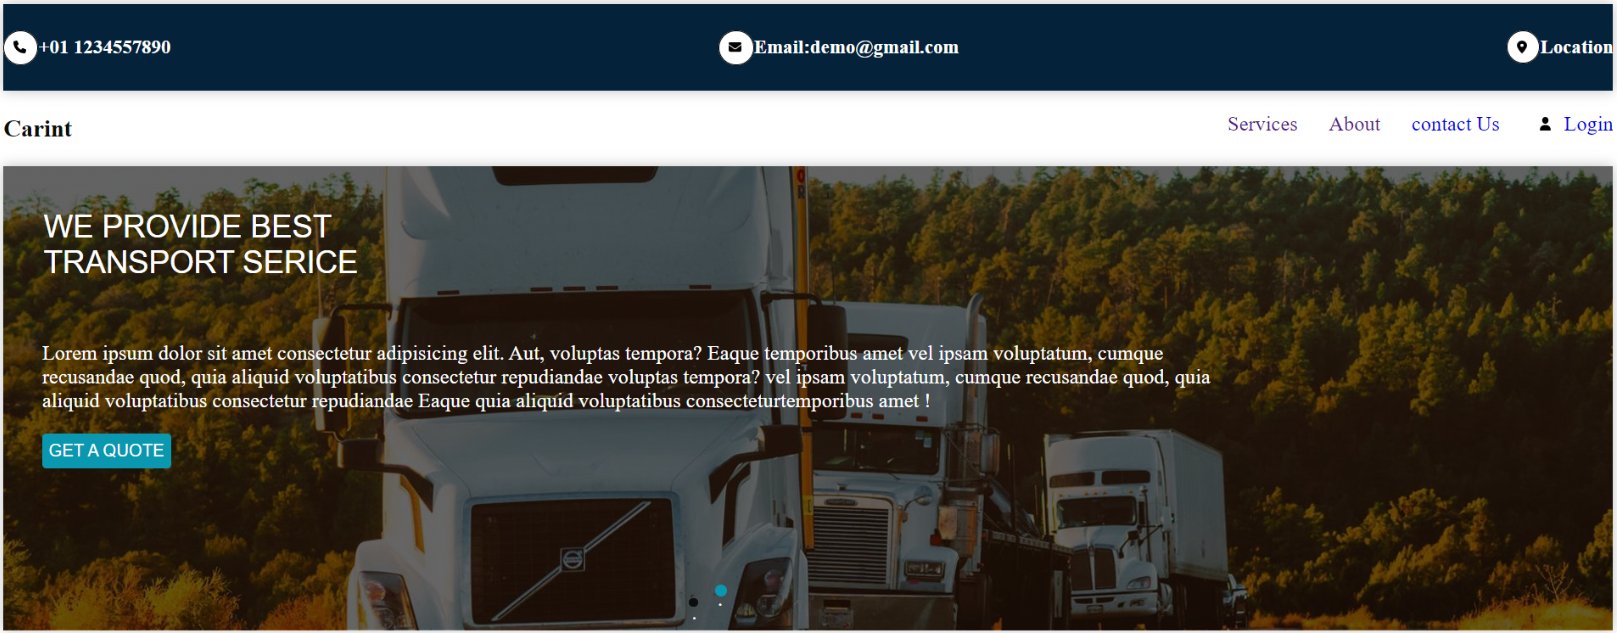 +01 1234557890
Email:demo@gmail.com
Location
Carint
Services
About
contact Us
Login
WE PROVIDE BEST
TRANSPORT SERICE
Lorem ipsum dolor sit amet consectetur adipisicing elit. Aut, voluptas tempora? Eaque temporibus amet vel ipsam voluptatum, cumque
recusandae quod, quia aliquid voluptatibus consectetur repudiandae voluptas tempora? vel ipsam voluptatum, cumque recusandae quod, quia
aliquid voluptatibus consectetur repudiandae Eaque quia aliquid voluptatibus consecteturtemporibus amet !
GET A QUOTE